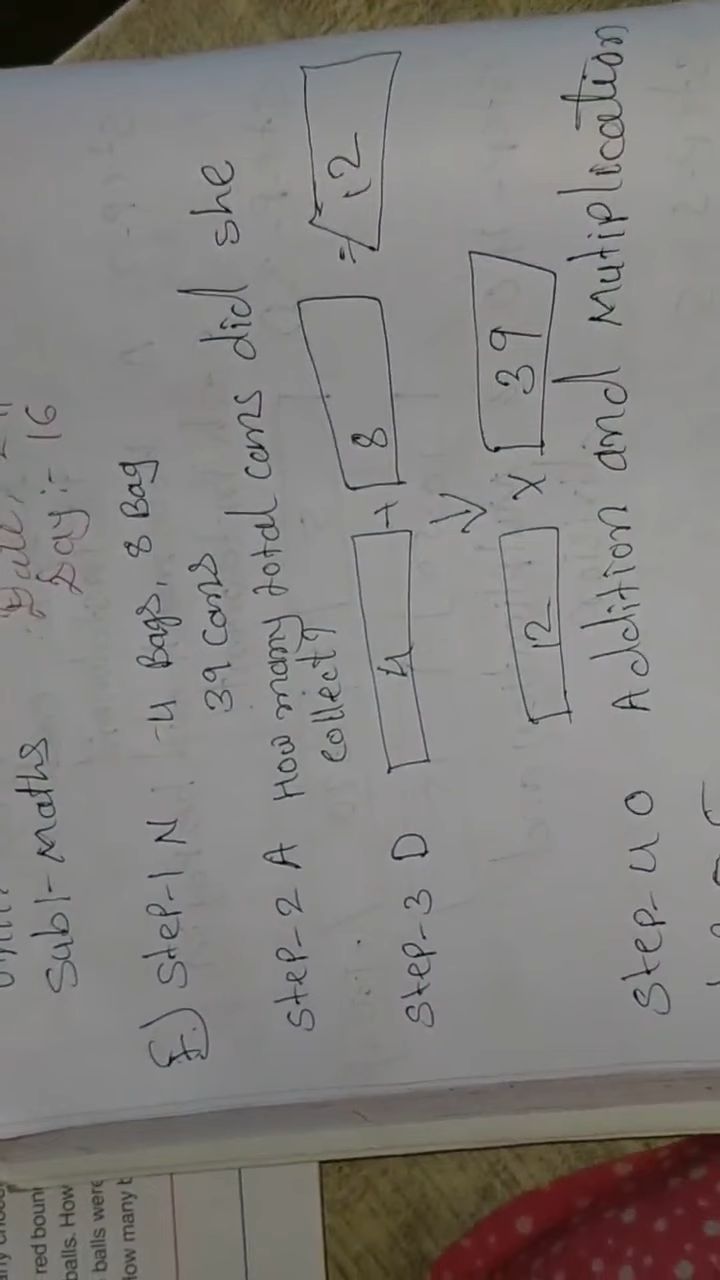 Day:- 16
Sub:- maths
£.) Step-1 N. -4 Bags, 8 Bag
39 cans
Step-2 A How many total cans did she
collect?
Step-3 D 4 + 8 = 12
12 x 39
Step-4 O Addition and Mutiplication
red boun
balls. How
balls were
How many b